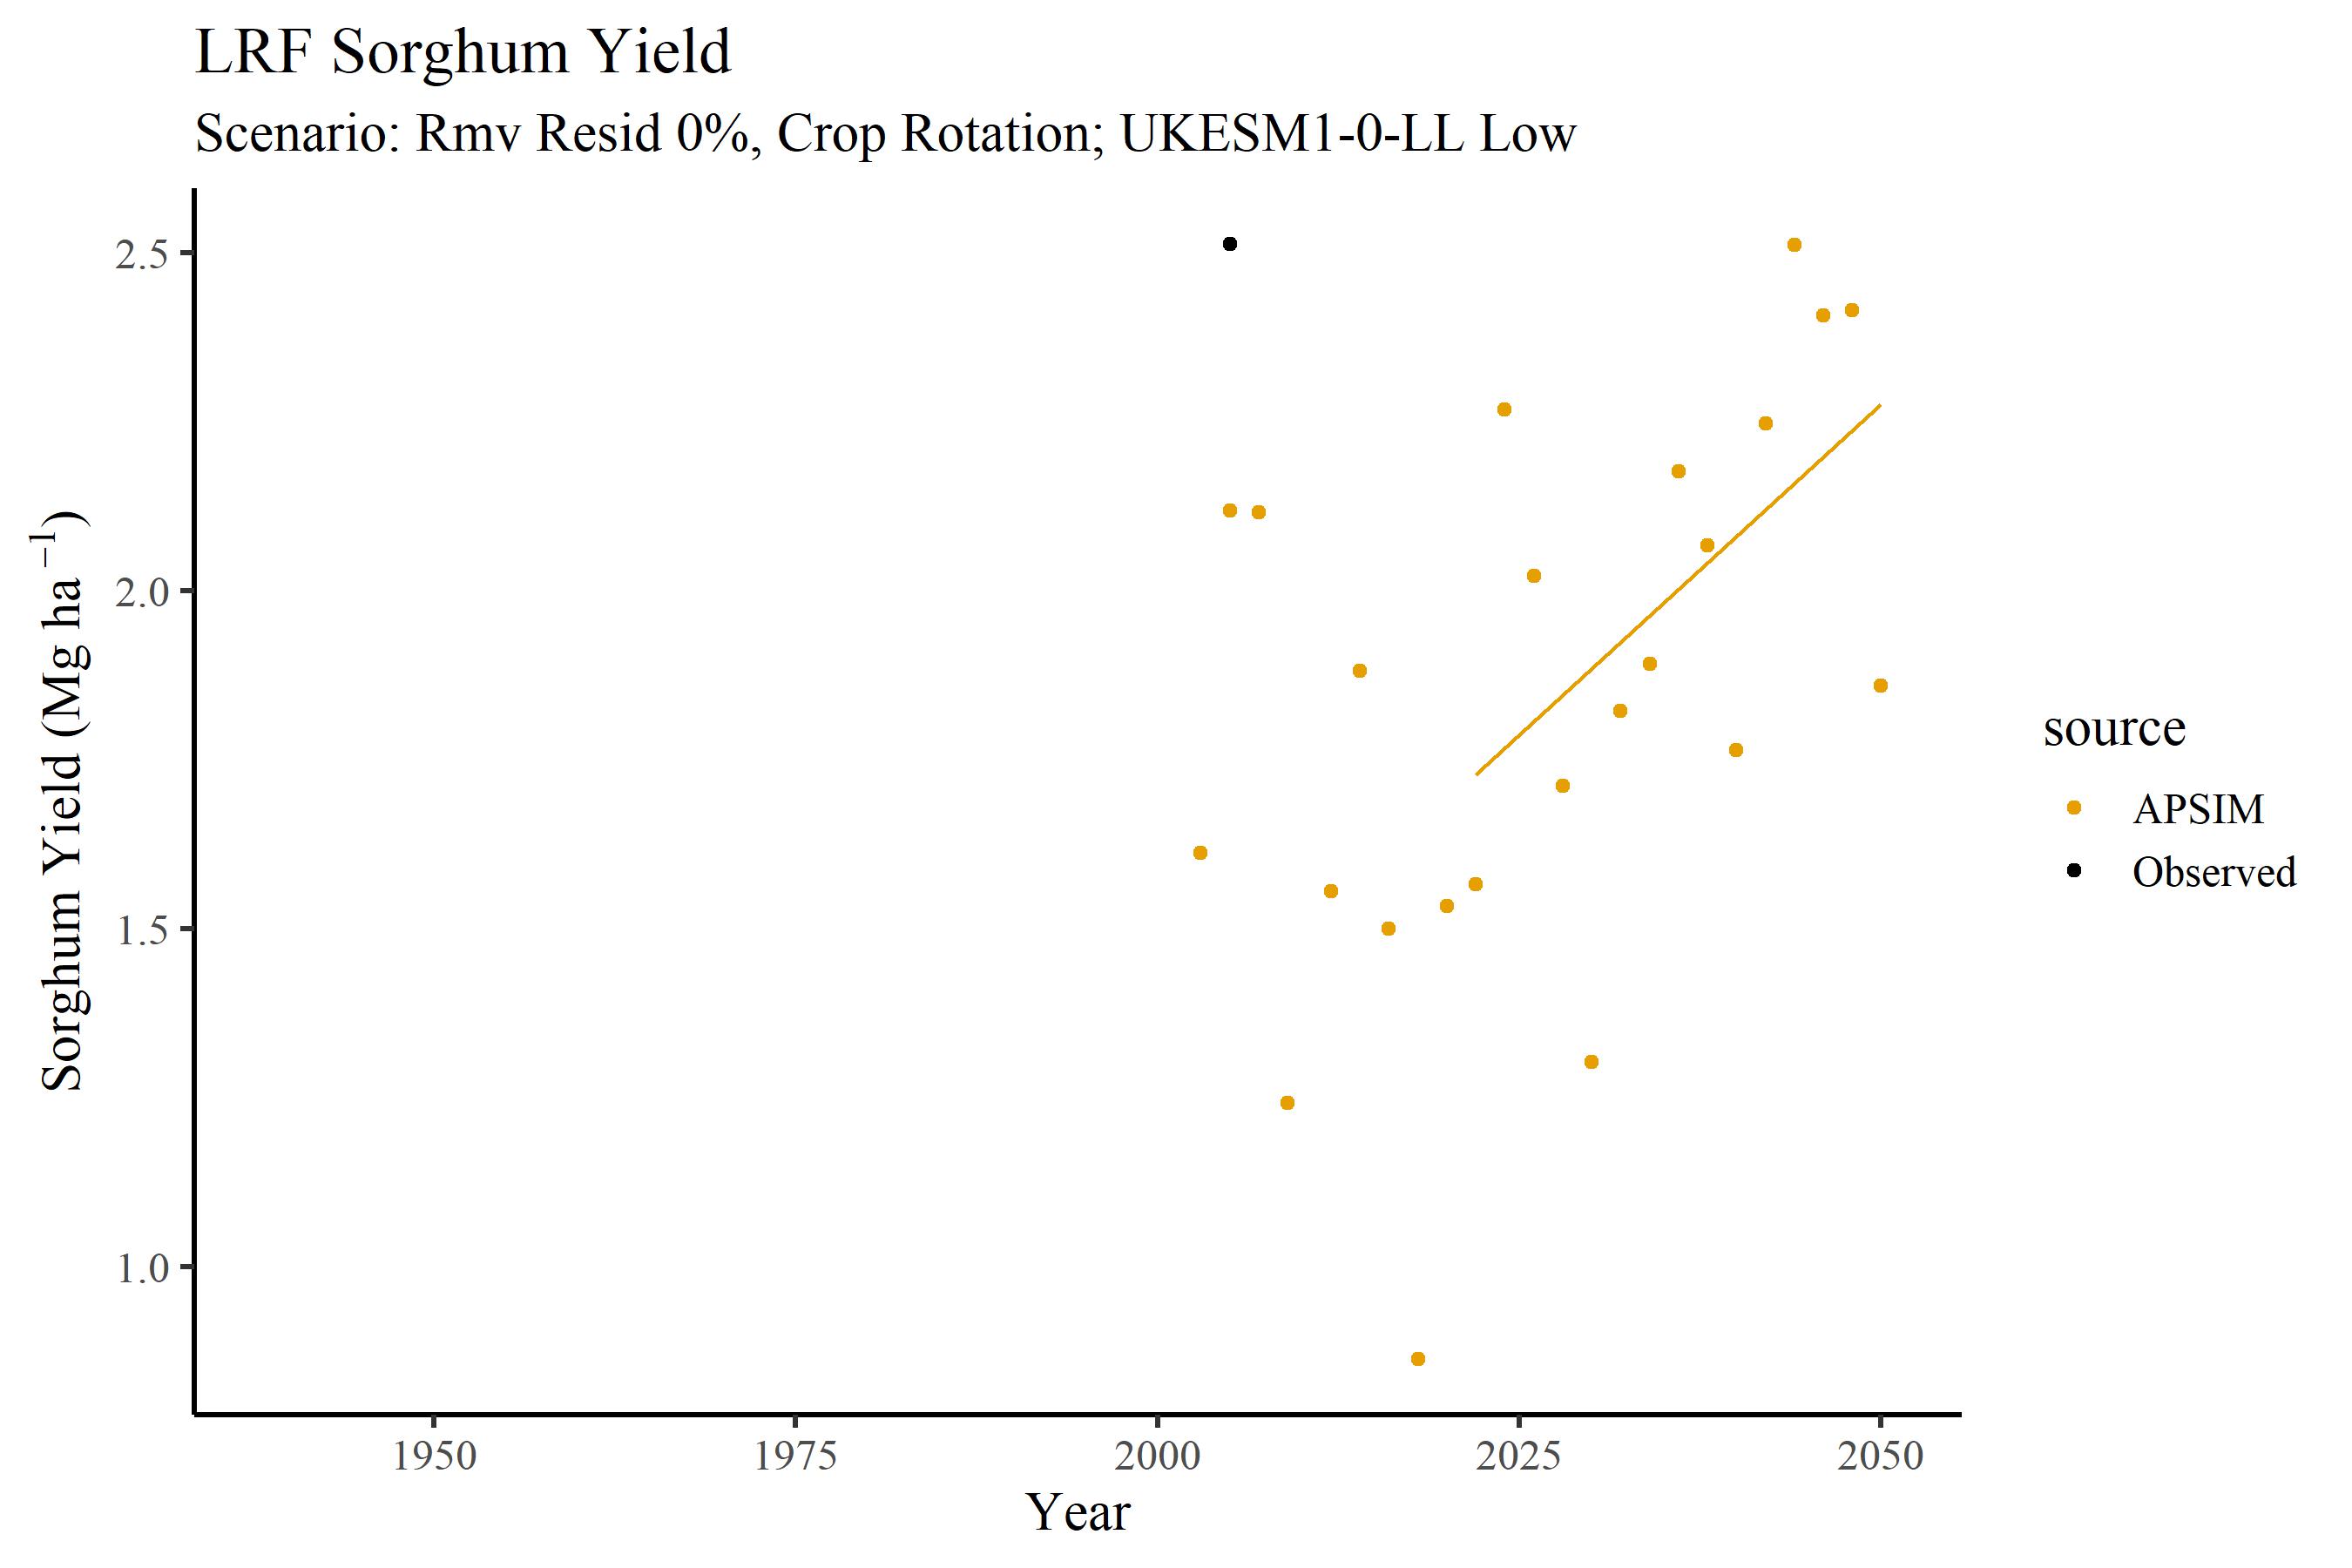 LRF Sorghum Yield
Scenario: Rmv Resid 0%, Crop Rotation; UKESM1-0-LL Low
Sorghum Yield (Mg ha⁻¹)
2.5
2.0
1.5
1.0
1950
1975
2000
2025
2050
Year
source
APSIM
Observed